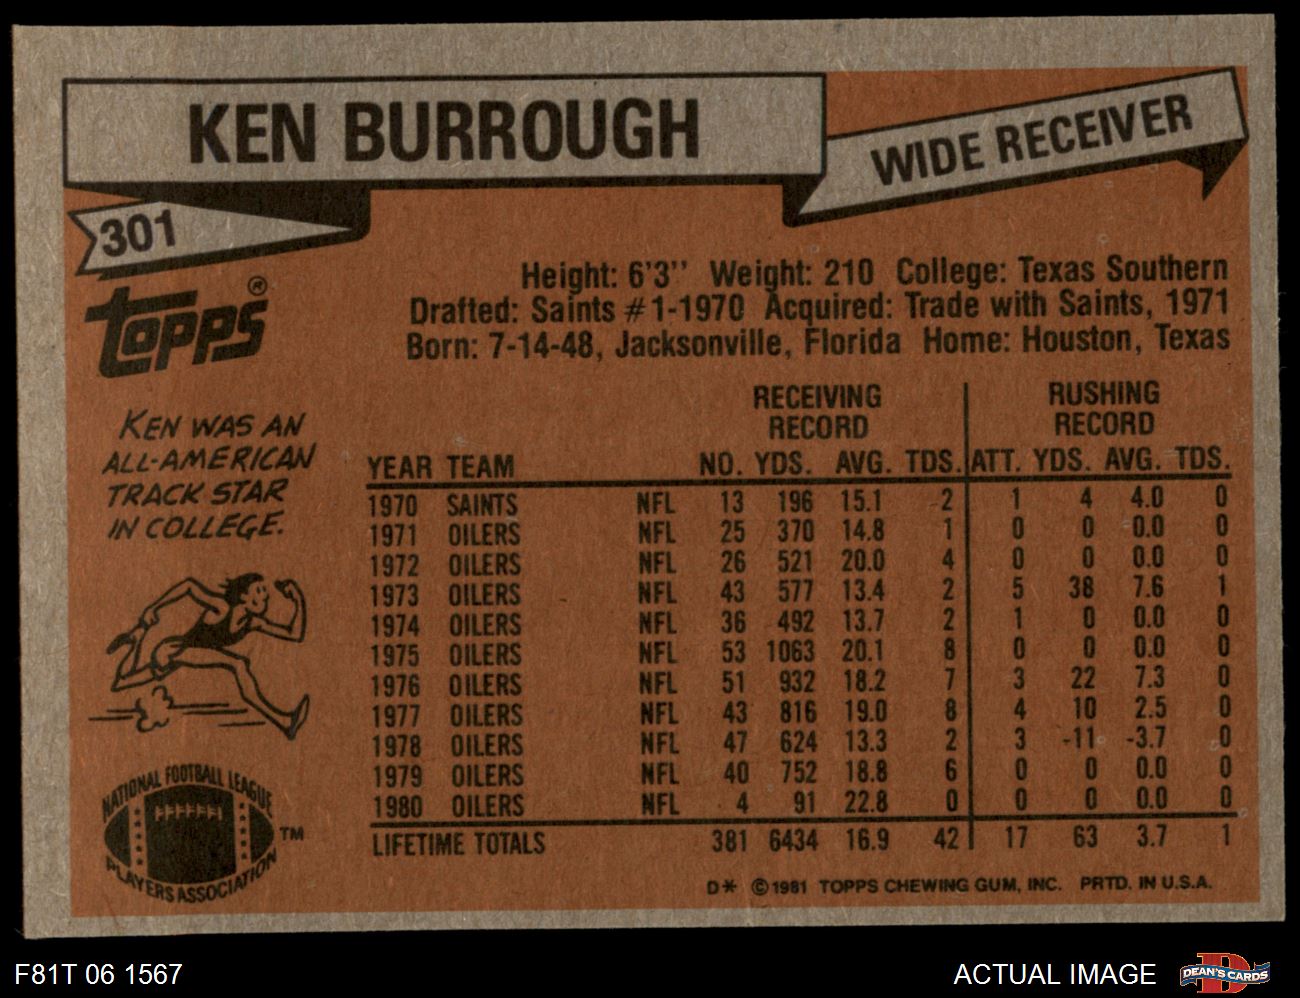 KEN BURROUGH
WIDE RECEIVER
301
Topps®
Height: 6'3'' Weight: 210 College: Texas Southern
Drafted: Saints #1-1970 Acquired: Trade with Saints, 1971
Born: 7-14-48, Jacksonville, Florida Home: Houston, Texas
KEN WAS AN
ALL-AMERICAN
TRACK STAR
IN COLLEGE.
RECEIVING RECORD RUSHING RECORD
YEAR TEAM NO. YDS. AVG. TDS. ATT. YDS. AVG. TDS.
1970 SAINTS NFL 13 196 15.1 2 1 4 4.0 0
1971 OILERS NFL 25 370 14.8 1 0 0 0.0 0
1972 OILERS NFL 26 521 20.0 4 0 0 0.0 0
1973 OILERS NFL 43 577 13.4 2 5 38 7.6 1
1974 OILERS NFL 36 492 13.7 2 1 0 0.0 0
1975 OILERS NFL 53 1063 20.1 8 0 0 0.0 0
1976 OILERS NFL 51 932 18.2 7 3 22 7.3 0
1977 OILERS NFL 43 816 19.0 8 4 10 2.5 0
1978 OILERS NFL 47 624 13.3 2 3 -11 -3.7 0
1979 OILERS NFL 40 752 18.8 6 0 0 0.0 0
1980 OILERS NFL 4 91 22.8 0 0 0 0.0 0
LIFETIME TOTALS 381 6434 16.9 42 17 63 3.7 1
NATIONAL FOOTBALL LEAGUE
PLAYERS ASSOCIATION
TM
D* © 1981 TOPPS CHEWING GUM, INC. PRTD. IN U.S.A.
F81T 06 1567
ACTUAL IMAGE
D DEAN'S CARDS